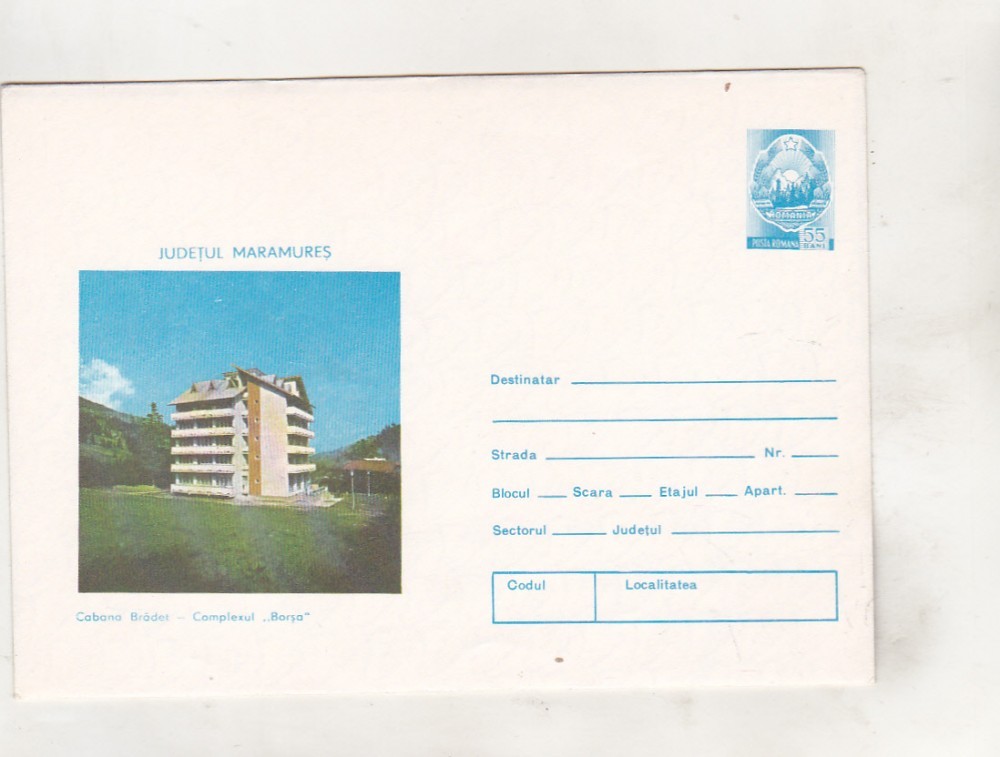 ROMANIA
POSTA ROMANA 55
BANI
JUDEȚUL MARAMUREȘ
Destinatar
Strada Nr.
Blocul Scara Etajul Apart.
Sectorul Județul
Codul Localitatea
Cabana Brădet – Complexul „Borșa"